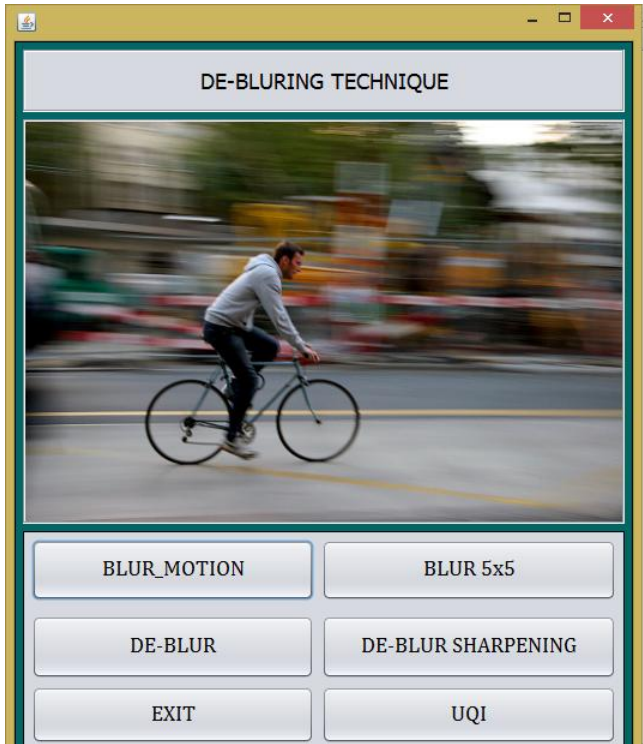 DE-BLURING TECHNIQUE
BLUR_MOTION
BLUR 5x5
DE-BLUR
DE-BLUR SHARPENING
EXIT
UQI